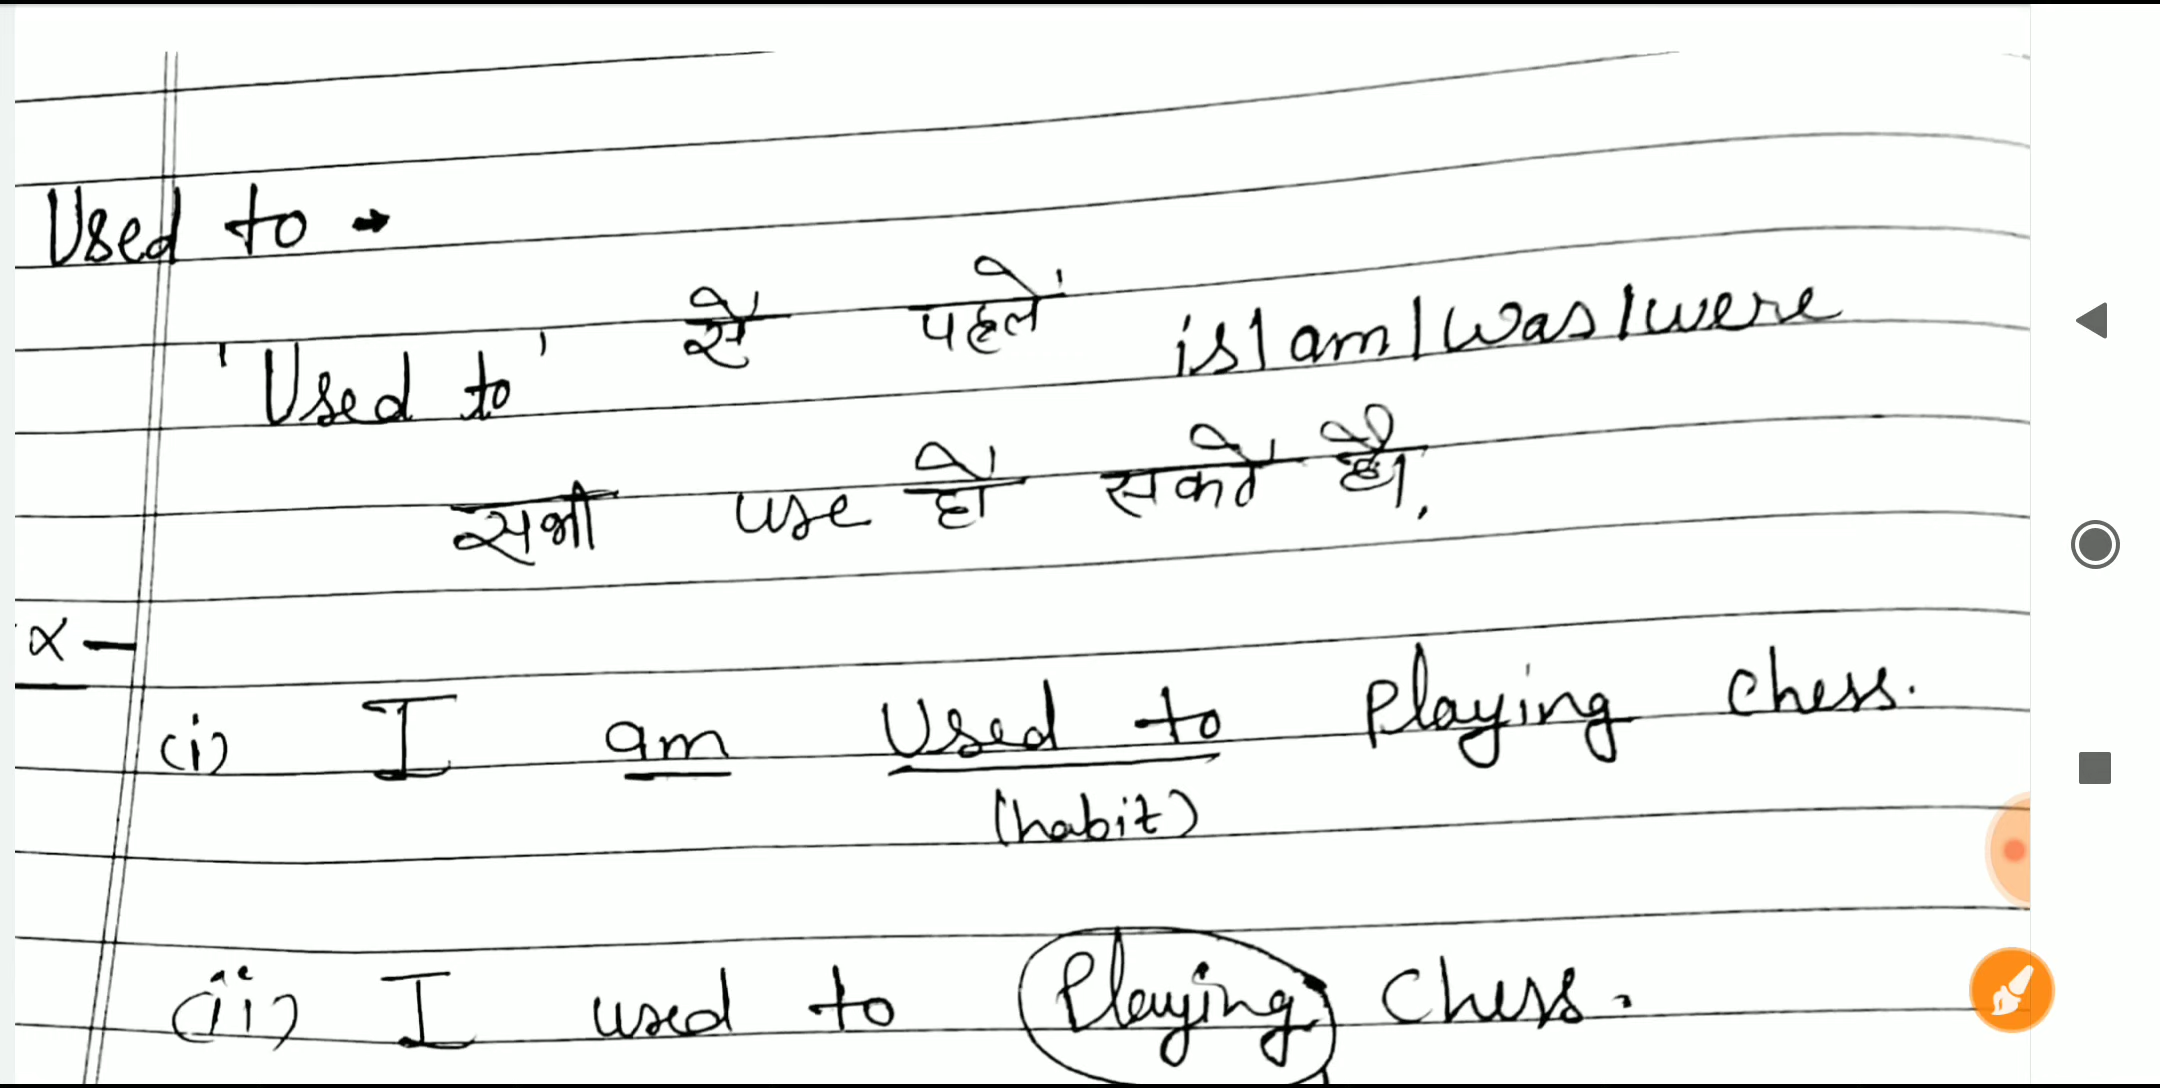 Used to →
'Used to' से पहले is/am/was/were
सभी use हो सकते है।
x -
(i) I am Used to Playing chess.
(habit)
(ii) I used to Playing Chess.